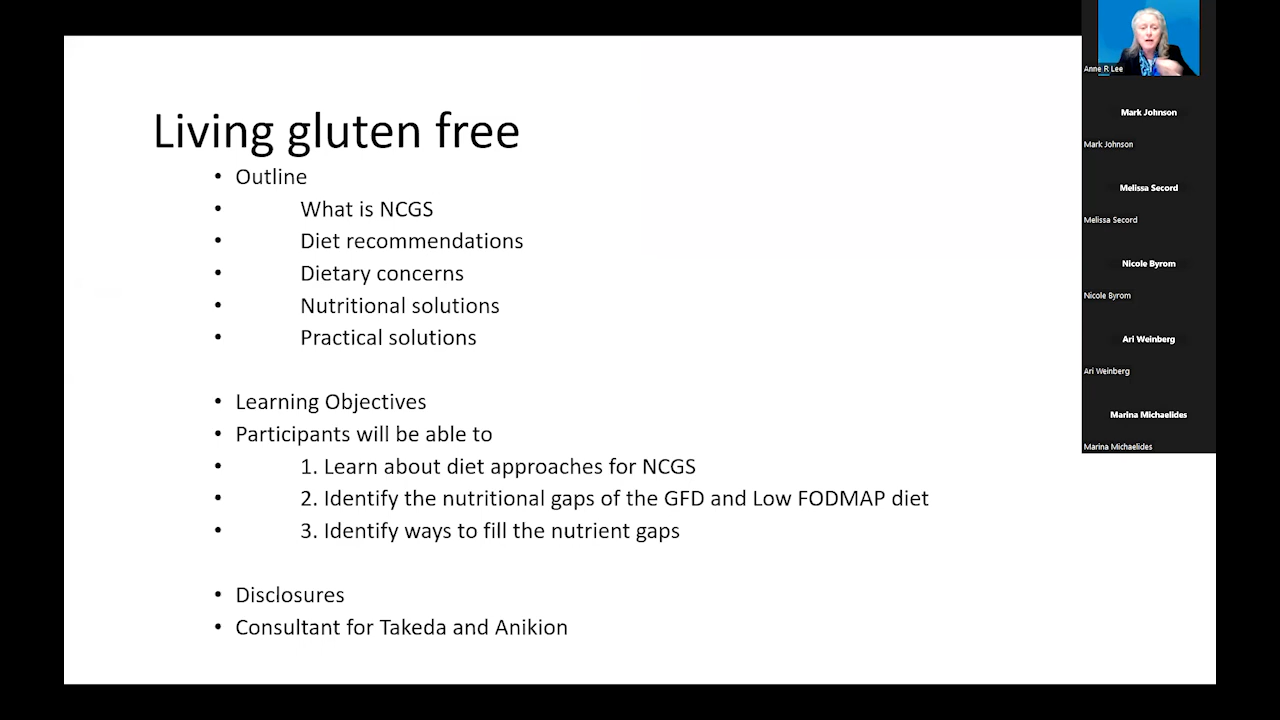 Living gluten free
• Outline
• What is NCGS
• Diet recommendations
• Dietary concerns
• Nutritional solutions
• Practical solutions
• Learning Objectives
• Participants will be able to
• 1. Learn about diet approaches for NCGS
• 2. Identify the nutritional gaps of the GFD and Low FODMAP diet
• 3. Identify ways to fill the nutrient gaps
• Disclosures
• Consultant for Takeda and Anikion
Anne R Lee
Mark Johnson
Mark Johnson
Melissa Secord
Melissa Secord
Nicole Byrom
Nicole Byrom
Ari Weinberg
Ari Weinberg
Marina Michaelides
Marina Michaelides